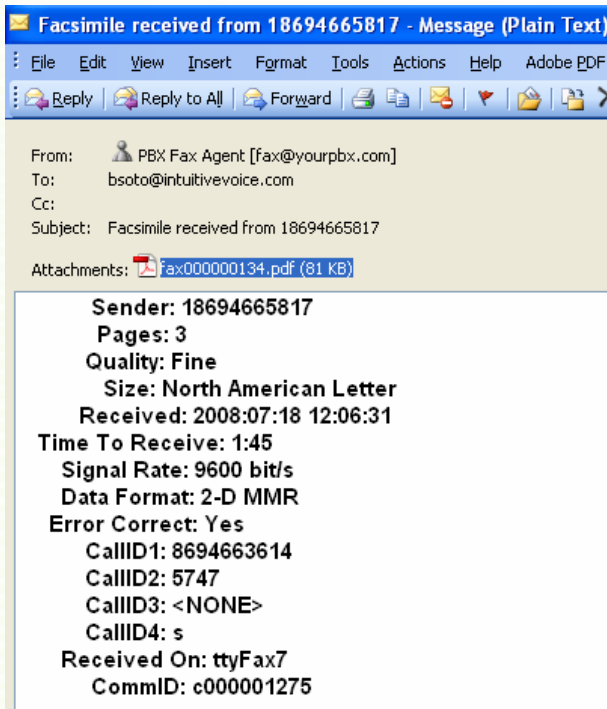 Facsimile received from 18694665817 - Message (Plain Text)
File Edit View Insert Format Tools Actions Help Adobe PDF
Reply Reply to All Forward
From: PBX Fax Agent [fax@yourpbx.com]
To: bsoto@intuitivevoice.com
Cc:
Subject: Facsimile received from 18694665817
Attachments: fax000000134.pdf (81 KB)
Sender: 18694665817
Pages: 3
Quality: Fine
Size: North American Letter
Received: 2008:07:18 12:06:31
Time To Receive: 1:45
Signal Rate: 9600 bit/s
Data Format: 2-D MMR
Error Correct: Yes
CallID1: 8694663614
CallID2: 5747
CallID3: <NONE>
CallID4: s
Received On: ttyFax7
CommID: c000001275